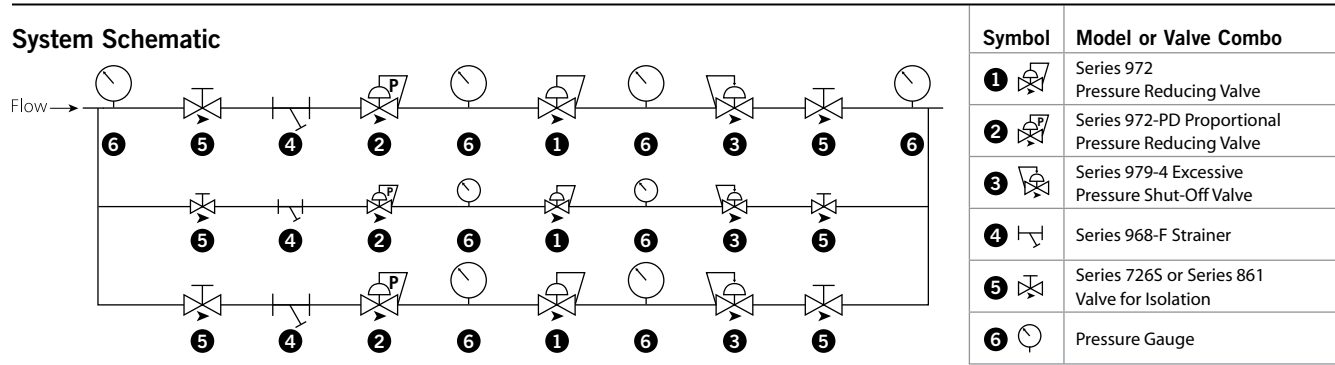 System Schematic
Flow
P
6 5 4 2 6 1 6 3 5 6
P
5 4 2 6 1 6 3 5
P
5 4 2 6 1 6 3 5
Symbol Model or Valve Combo
1 Series 972
Pressure Reducing Valve
2 P Series 972-PD Proportional
Pressure Reducing Valve
3 Series 979-4 Excessive
Pressure Shut-Off Valve
4 Series 968-F Strainer
5 Series 726S or Series 861
Valve for Isolation
6 Pressure Gauge